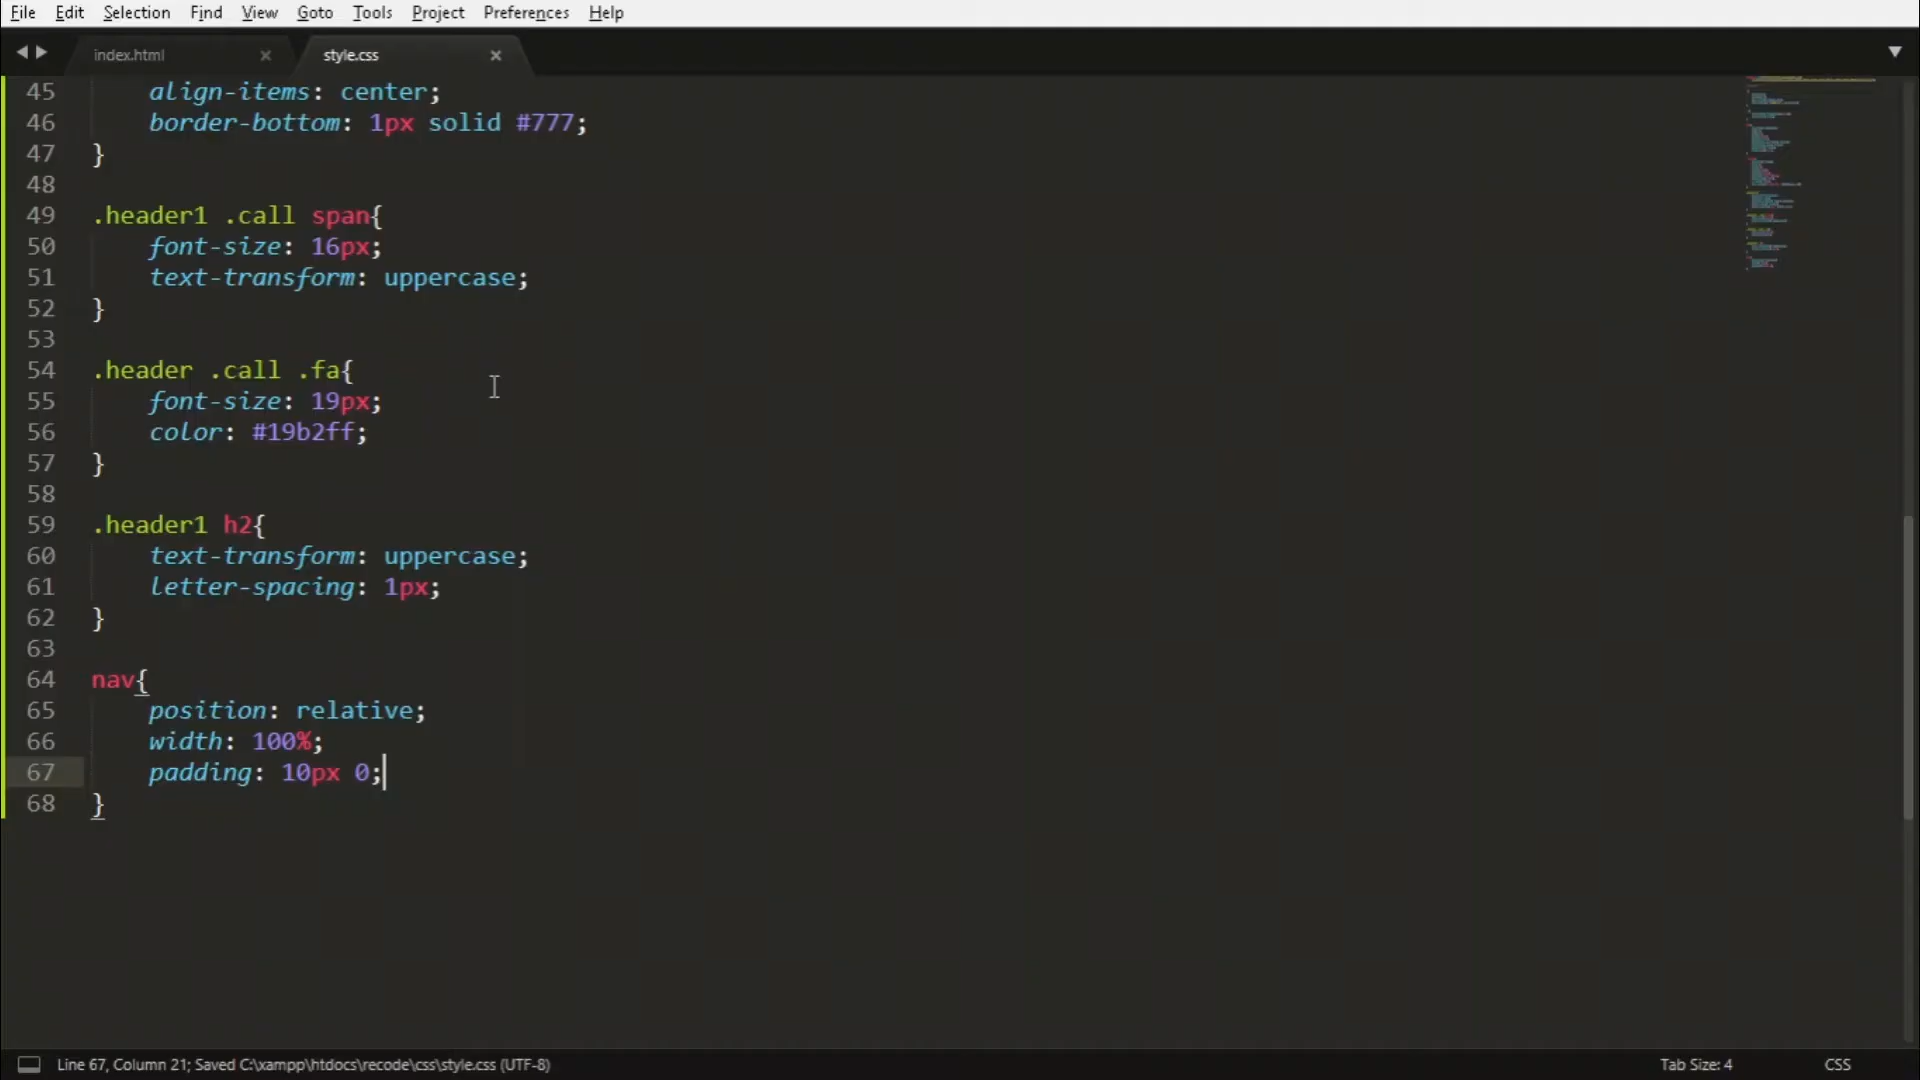 File Edit Selection Find View Goto Tools Project Preferences Help
index.html × style.css ×
45 align-items: center;
46 border-bottom: 1px solid #777;
47 }
48
49 .header1 .call span{
50 font-size: 16px;
51 text-transform: uppercase;
52 }
53
54 .header .call .fa{
55 font-size: 19px;
56 color: #19b2ff;
57 }
58
59 .header1 h2{
60 text-transform: uppercase;
61 letter-spacing: 1px;
62 }
63
64 nav{
65 position: relative;
66 width: 100%;
67 padding: 10px 0;
68 }
Line 67, Column 21; Saved C:\xampp\htdocs\recode\css\style.css (UTF-8) Tab Size: 4 CSS